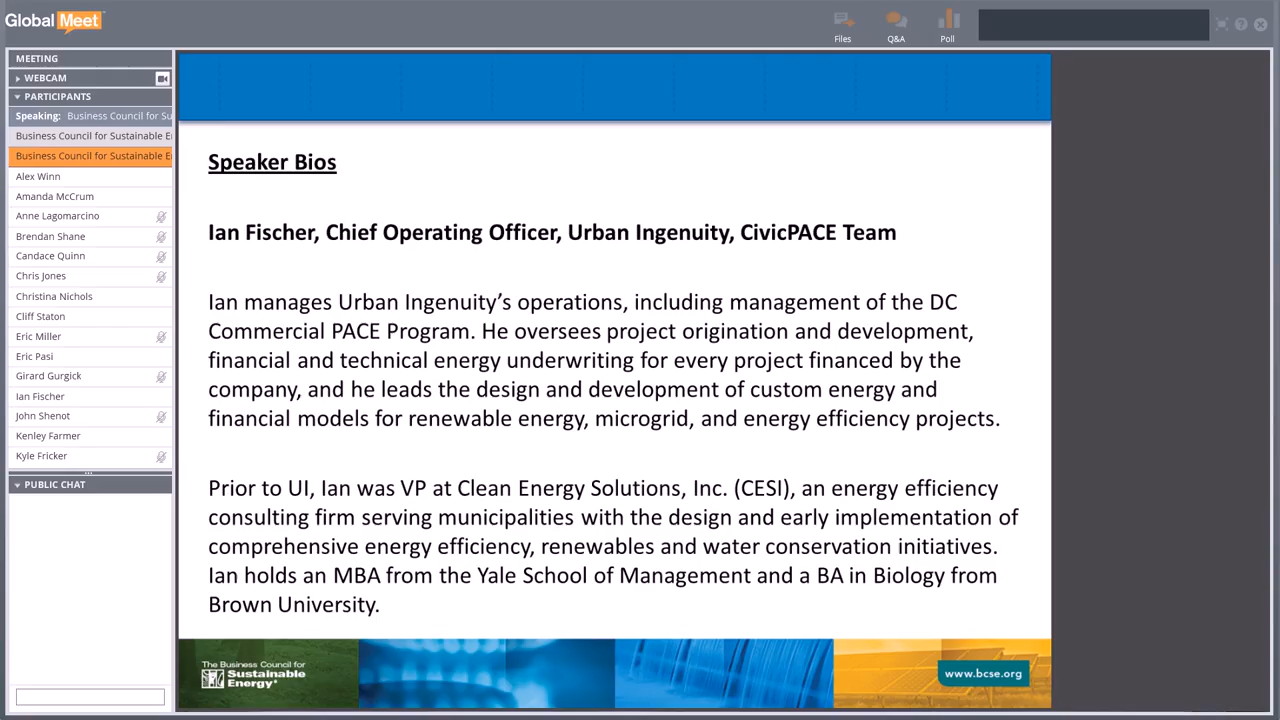 GlobalMeet
Files
Q&A
Poll
MEETING
WEBCAM
PARTICIPANTS
Speaking: Business Council for Su
Business Council for Sustainable E
Business Council for Sustainable E
Alex Winn
Amanda McCrum
Anne Lagomarcino
Brendan Shane
Candace Quinn
Chris Jones
Christina Nichols
Cliff Staton
Eric Miller
Eric Pasi
Girard Gurgick
Ian Fischer
John Shenot
Kenley Farmer
Kyle Fricker
PUBLIC CHAT
Speaker Bios
Ian Fischer, Chief Operating Officer, Urban Ingenuity, CivicPACE Team
Ian manages Urban Ingenuity’s operations, including management of the DC
Commercial PACE Program. He oversees project origination and development,
financial and technical energy underwriting for every project financed by the
company, and he leads the design and development of custom energy and
financial models for renewable energy, microgrid, and energy efficiency projects.
Prior to UI, Ian was VP at Clean Energy Solutions, Inc. (CESI), an energy efficiency
consulting firm serving municipalities with the design and early implementation of
comprehensive energy efficiency, renewables and water conservation initiatives.
Ian holds an MBA from the Yale School of Management and a BA in Biology from
Brown University.
The Business Council for
Sustainable
Energy®
www.bcse.org